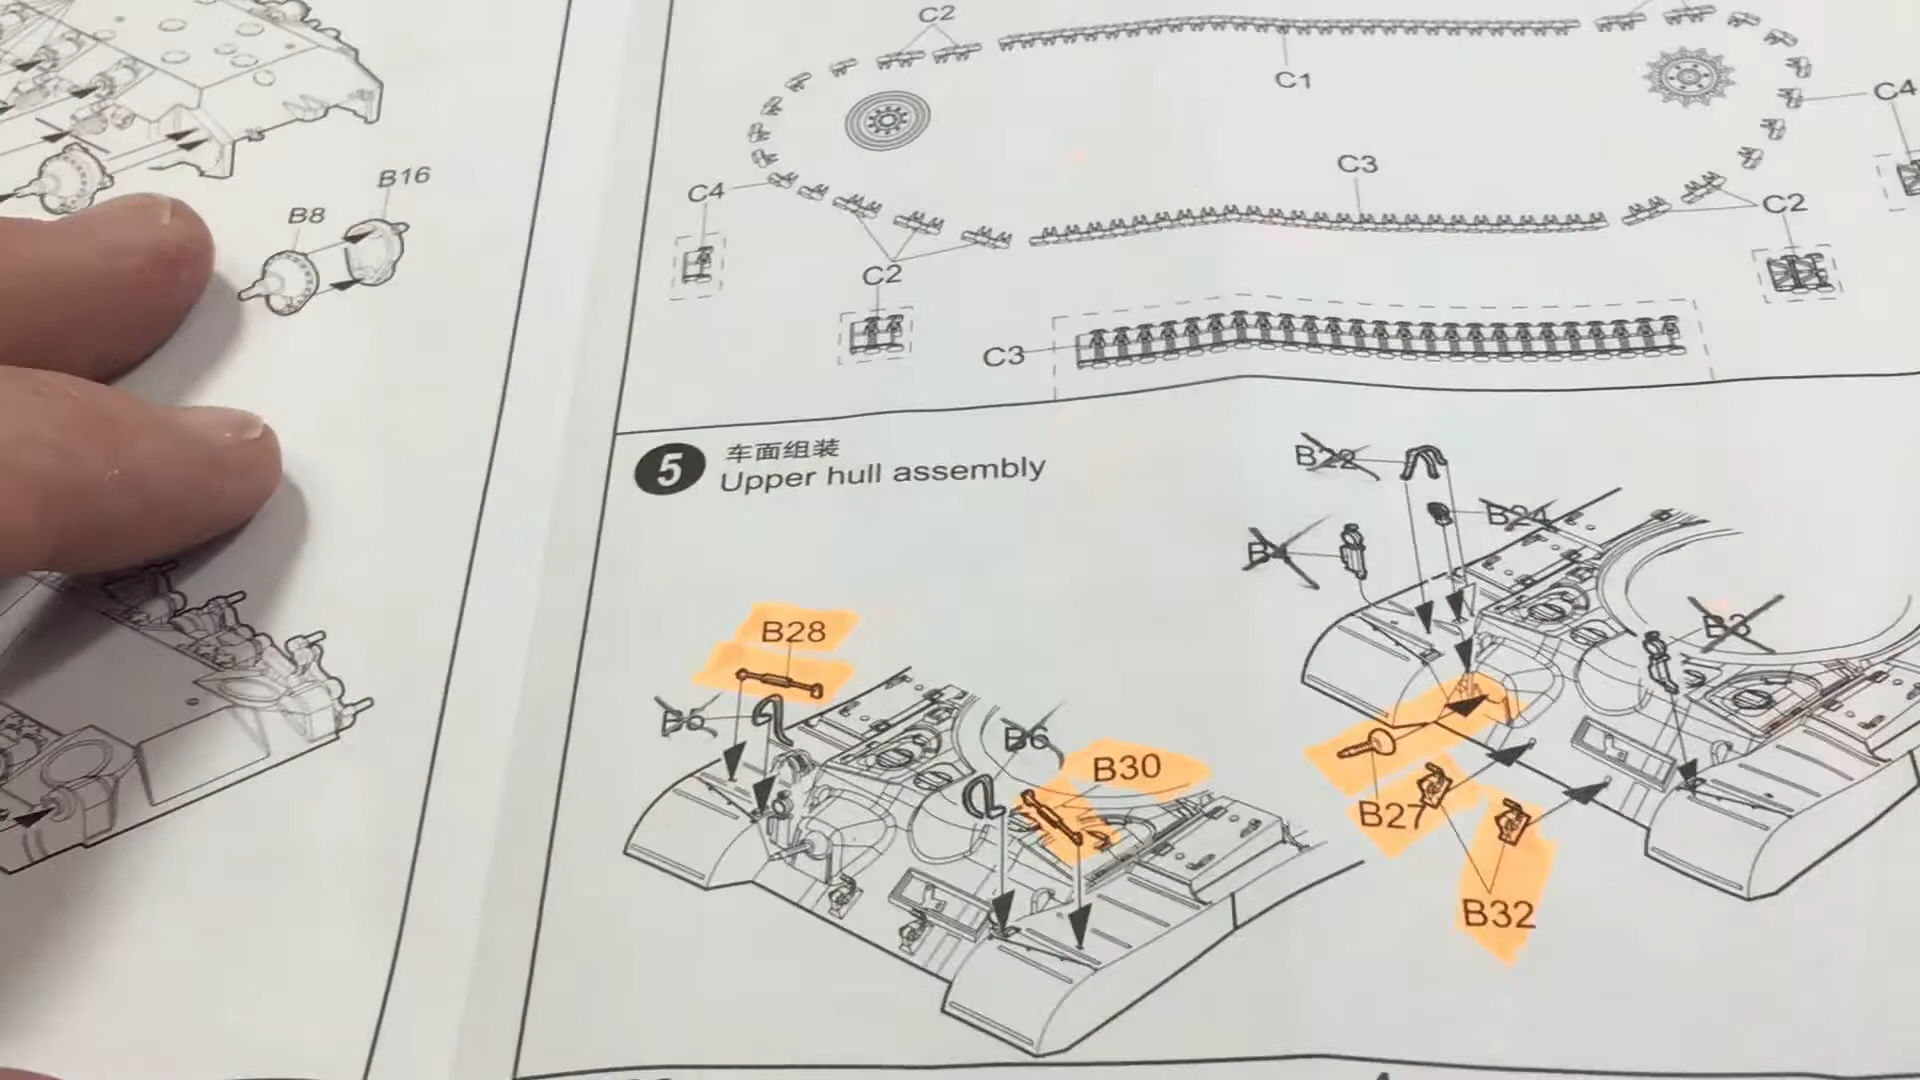 B16
B8
C2
C1
C4
C3
C4
C2
C2
C3
5
车面组装
Upper hull assembly
B22
B24
B4
B3
B28
B6
B30
B27
B32